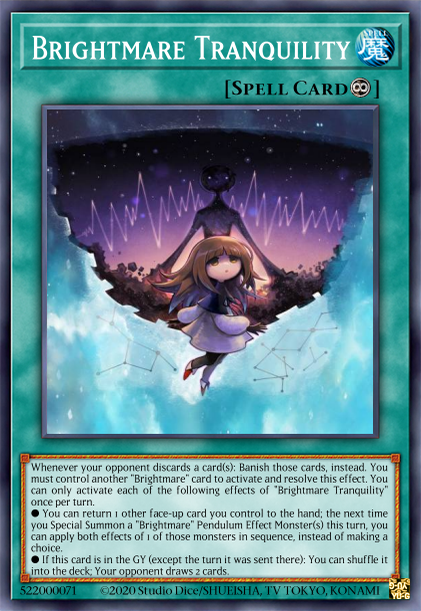 BRIGHTMARE TRANQUILITY
SPELL
魔
[SPELL CARD ]
Whenever your opponent discards a card(s): Banish those cards, instead. You
must control another "Brightmare" card to activate and resolve this effect. You
can only activate each of the following effects of "Brightmare Tranquility"
once per turn.
● You can return 1 other face-up card you control to the hand; the next time
you Special Summon a "Brightmare" Pendulum Effect Monster(s) this turn, you
can apply both effects of 1 of those monsters in sequence, instead of making a
choice.
● If this card is in the GY (except the turn it was sent there): You can shuffle it
into the deck; Your opponent draws 2 cards.
522000071 ©2020 Studio Dice/SHUEISHA, TV TOKYO, KONAMI